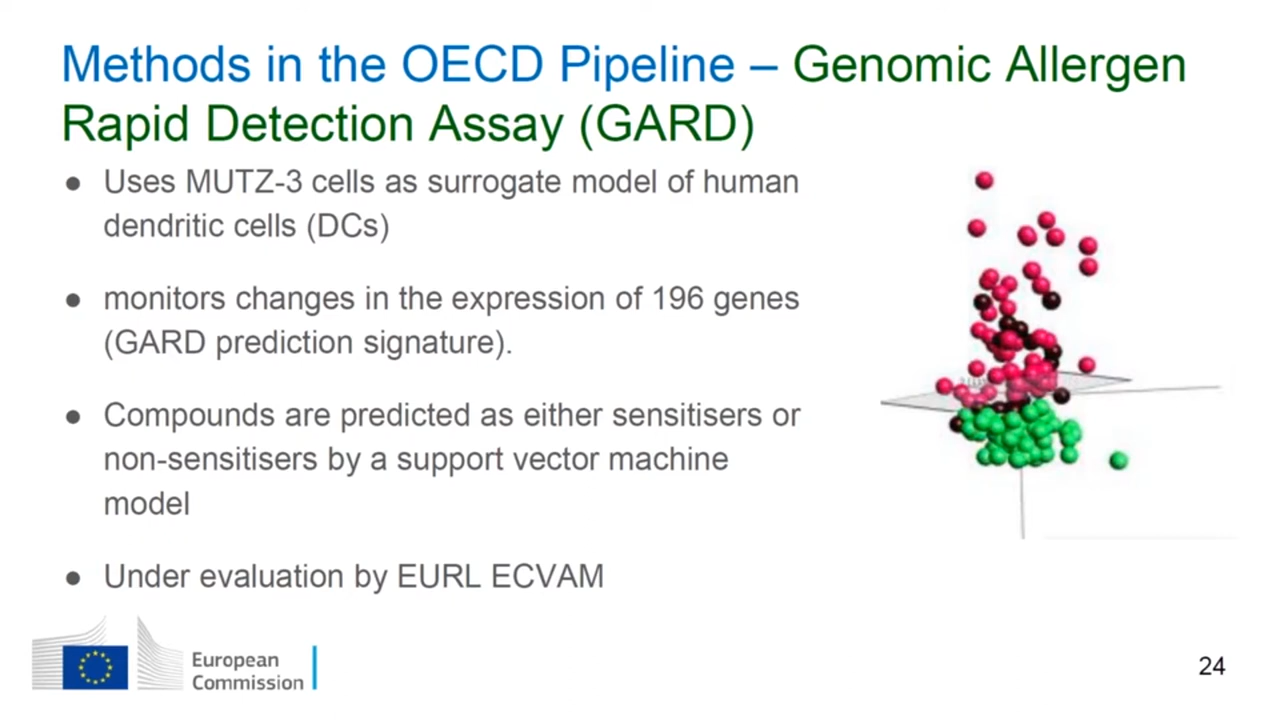 Methods in the OECD Pipeline – Genomic Allergen
Rapid Detection Assay (GARD)
● Uses MUTZ-3 cells as surrogate model of human
dendritic cells (DCs)
● monitors changes in the expression of 196 genes
(GARD prediction signature).
● Compounds are predicted as either sensitisers or
non-sensitisers by a support vector machine
model
● Under evaluation by EURL ECVAM
European
Commission
24